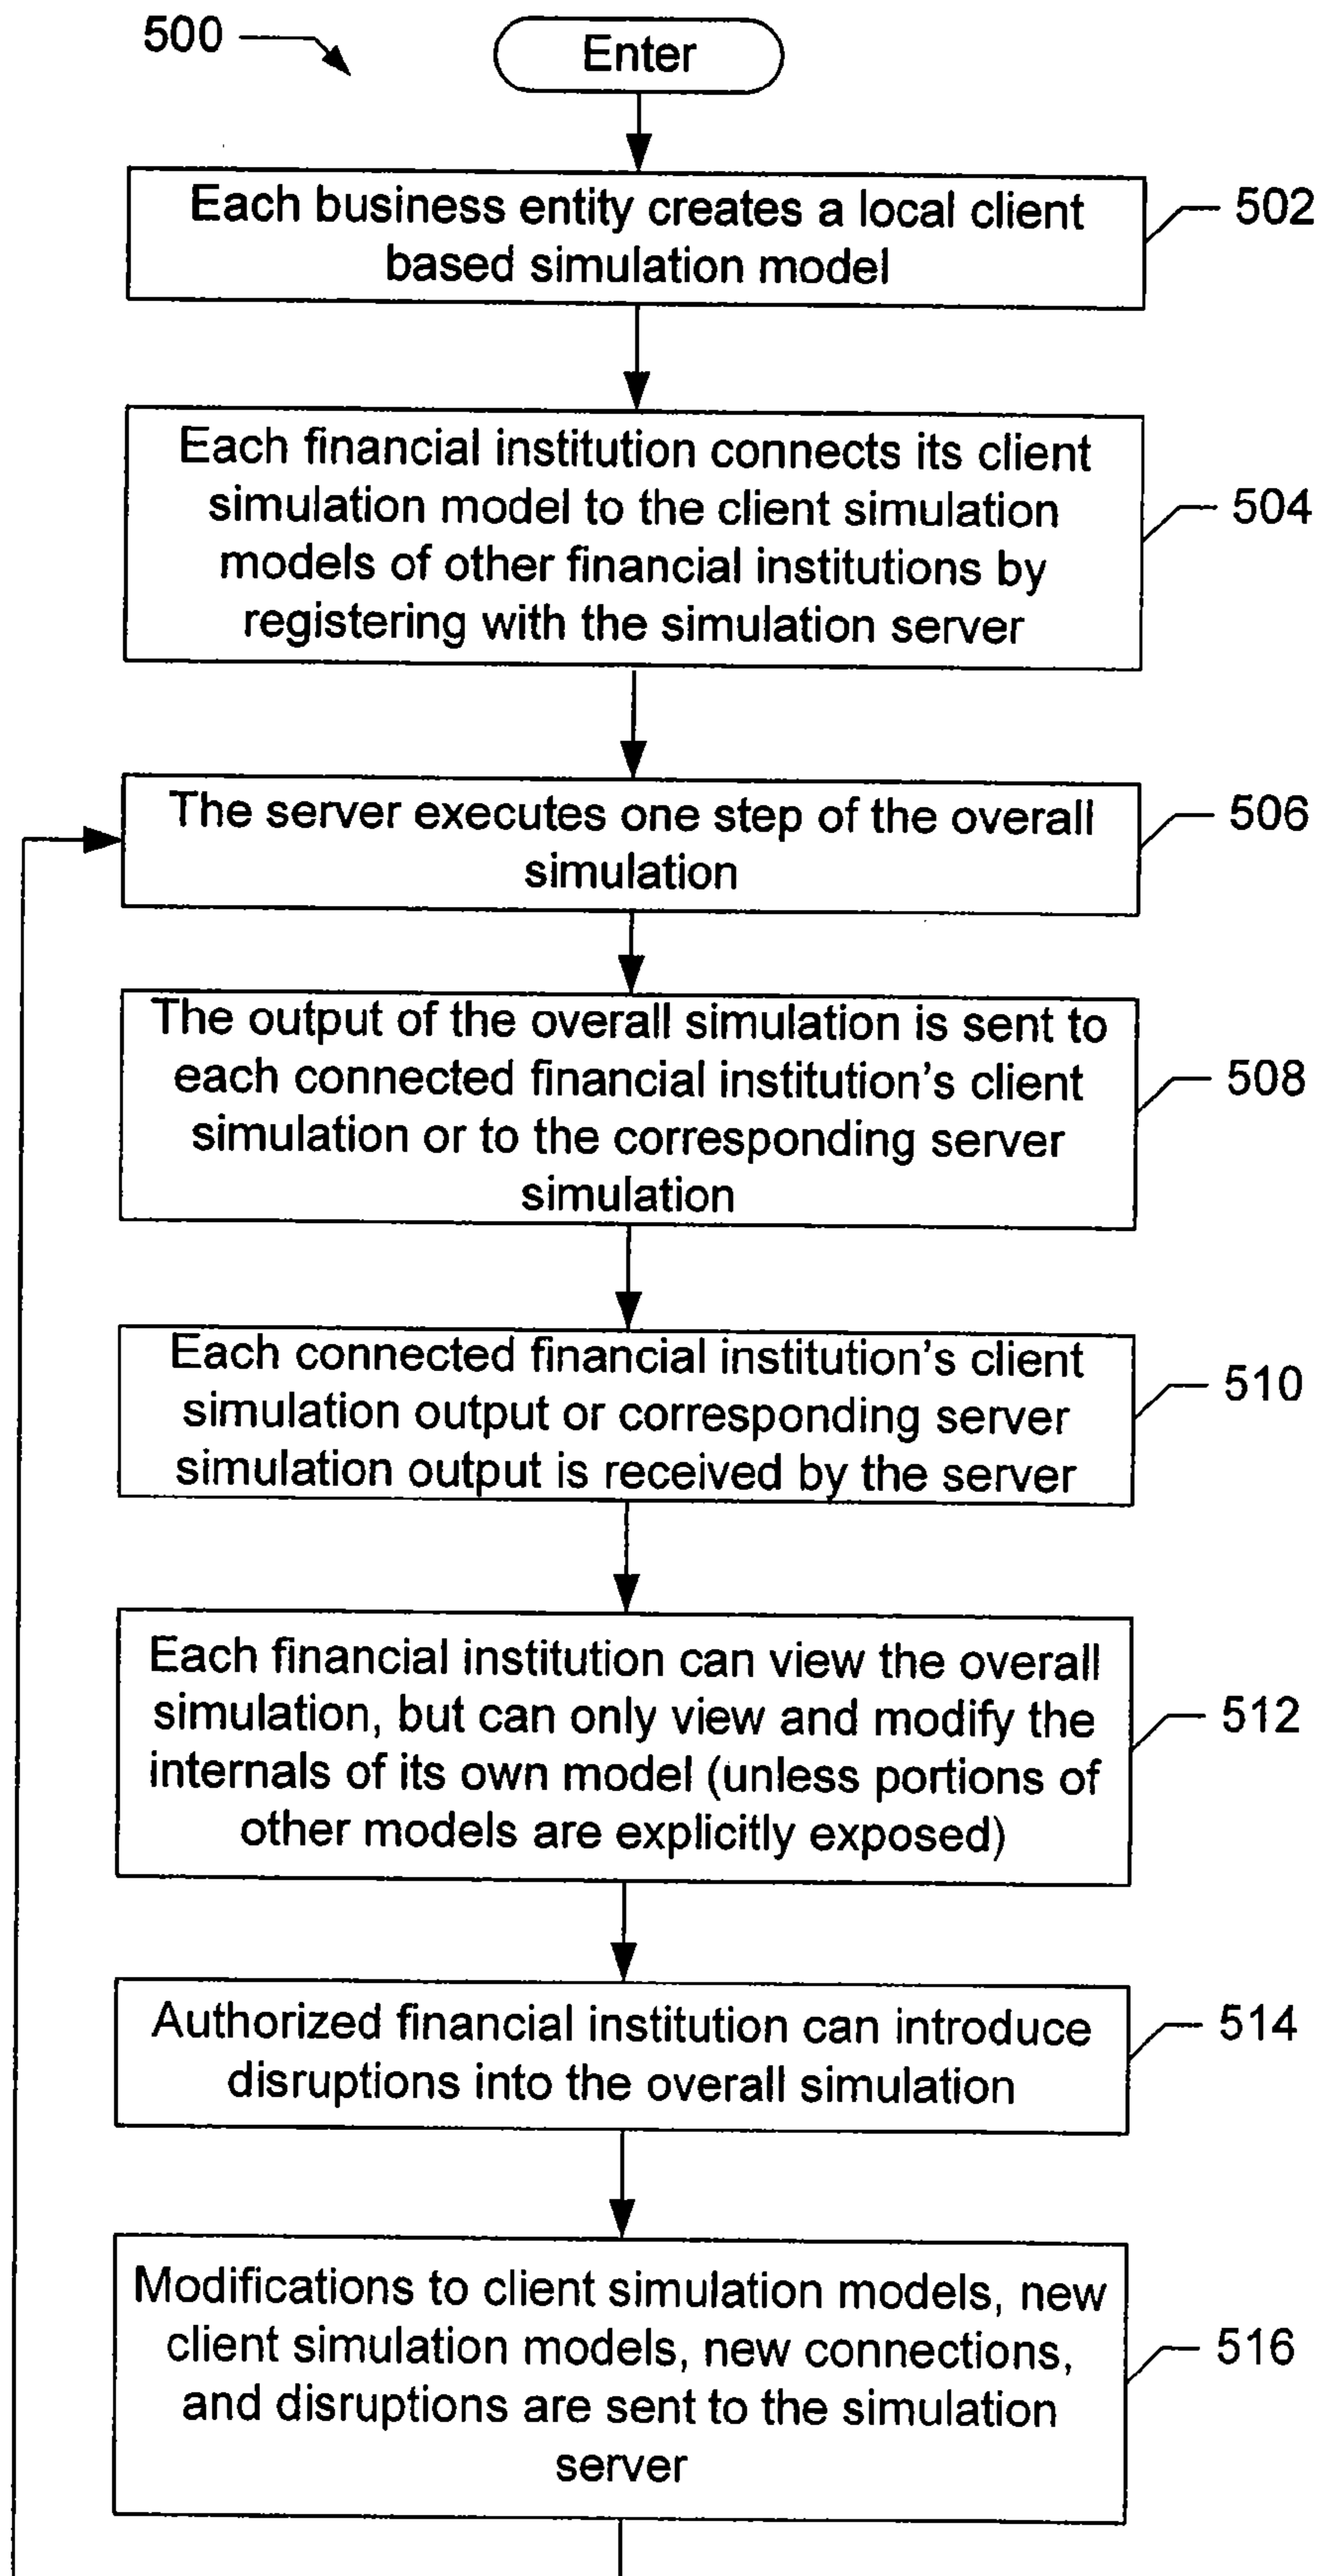 500
Enter
Each business entity creates a local client
based simulation model
502
Each financial institution connects its client
simulation model to the client simulation
models of other financial institutions by
registering with the simulation server
504
The server executes one step of the overall
simulation
506
The output of the overall simulation is sent to
each connected financial institution's client
simulation or to the corresponding server
simulation
508
Each connected financial institution's client
simulation output or corresponding server
simulation output is received by the server
510
Each financial institution can view the overall
simulation, but can only view and modify the
internals of its own model (unless portions of
other models are explicitly exposed)
512
Authorized financial institution can introduce
disruptions into the overall simulation
514
Modifications to client simulation models, new
client simulation models, new connections,
and disruptions are sent to the simulation
server
516